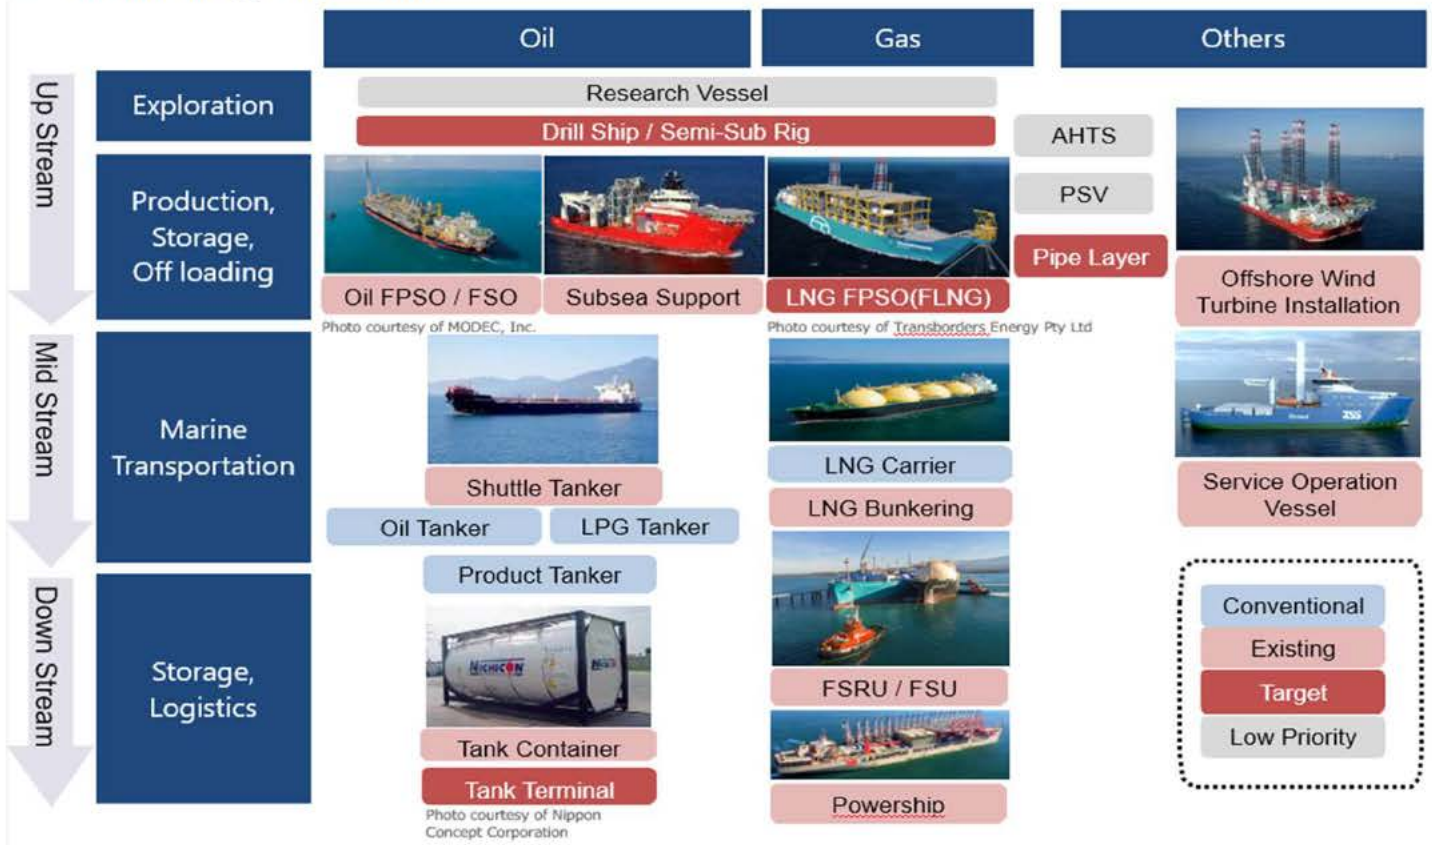 Oil
Gas
Others
Up Stream
Exploration
Research Vessel
Drill Ship / Semi-Sub Rig
AHTS
PSV
Pipe Layer
Production,
Storage,
Off loading
Oil FPSO / FSO
Subsea Support
LNG FPSO(FLNG)
Photo courtesy of MODEC, Inc.
Photo courtesy of Transborders Energy Pty Ltd
Offshore Wind
Turbine Installation
Mid Stream
Marine
Transportation
Shuttle Tanker
Oil Tanker
LPG Tanker
Product Tanker
LNG Carrier
LNG Bunkering
Service Operation
Vessel
Down Stream
Storage,
Logistics
NICHICON
Tank Container
Tank Terminal
Photo courtesy of Nippon
Concept Corporation
FSRU / FSU
Powership
Conventional
Existing
Target
Low Priority